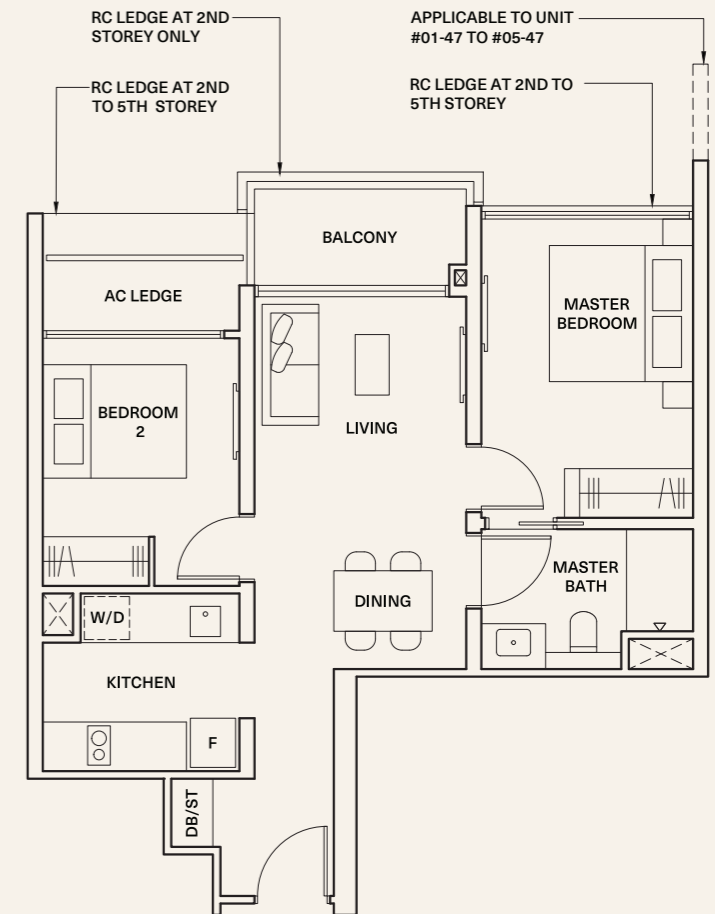 RC LEDGE AT 2ND
STOREY ONLY
APPLICABLE TO UNIT
#01-47 TO #05-47
RC LEDGE AT 2ND
TO 5TH STOREY
RC LEDGE AT 2ND TO
5TH STOREY
BALCONY
AC LEDGE
MASTER
BEDROOM
BEDROOM
2
LIVING
MASTER
BATH
DINING
W/D
KITCHEN
F
DB/ST